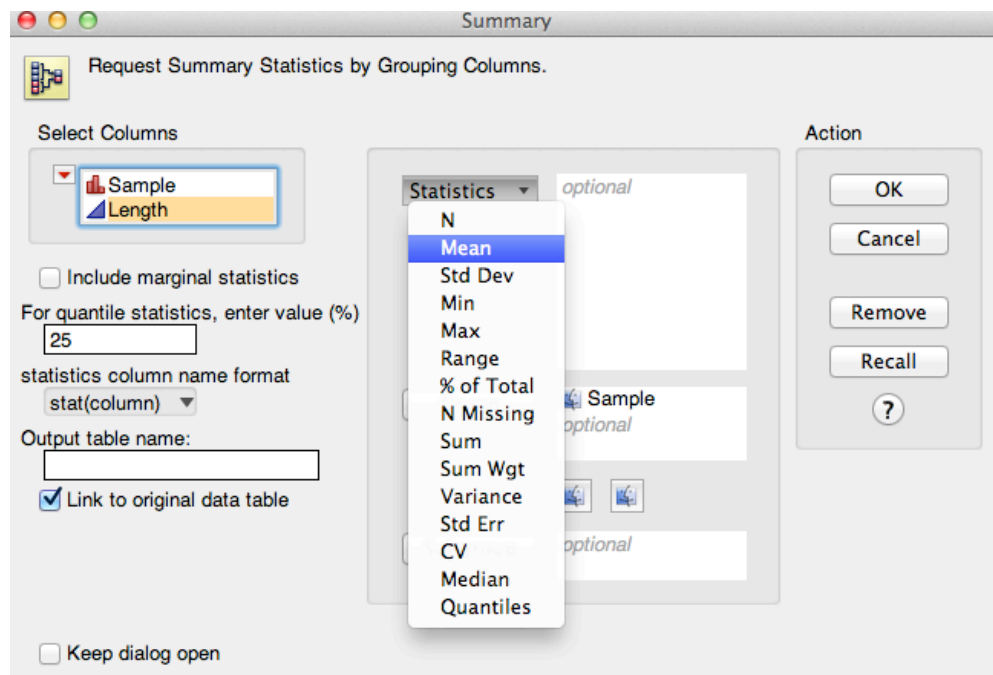 Summary
Request Summary Statistics by Grouping Columns.
Select Columns
Sample
Length
Include marginal statistics
For quantile statistics, enter value (%)
25
statistics column name format
stat(column)
Output table name:
Link to original data table
Keep dialog open
Statistics
optional
N
Mean
Std Dev
Min
Max
Range
% of Total
N Missing
Sum
Sum Wgt
Variance
Std Err
CV
Median
Quantiles
Sample
optional
optional
Action
OK
Cancel
Remove
Recall
?